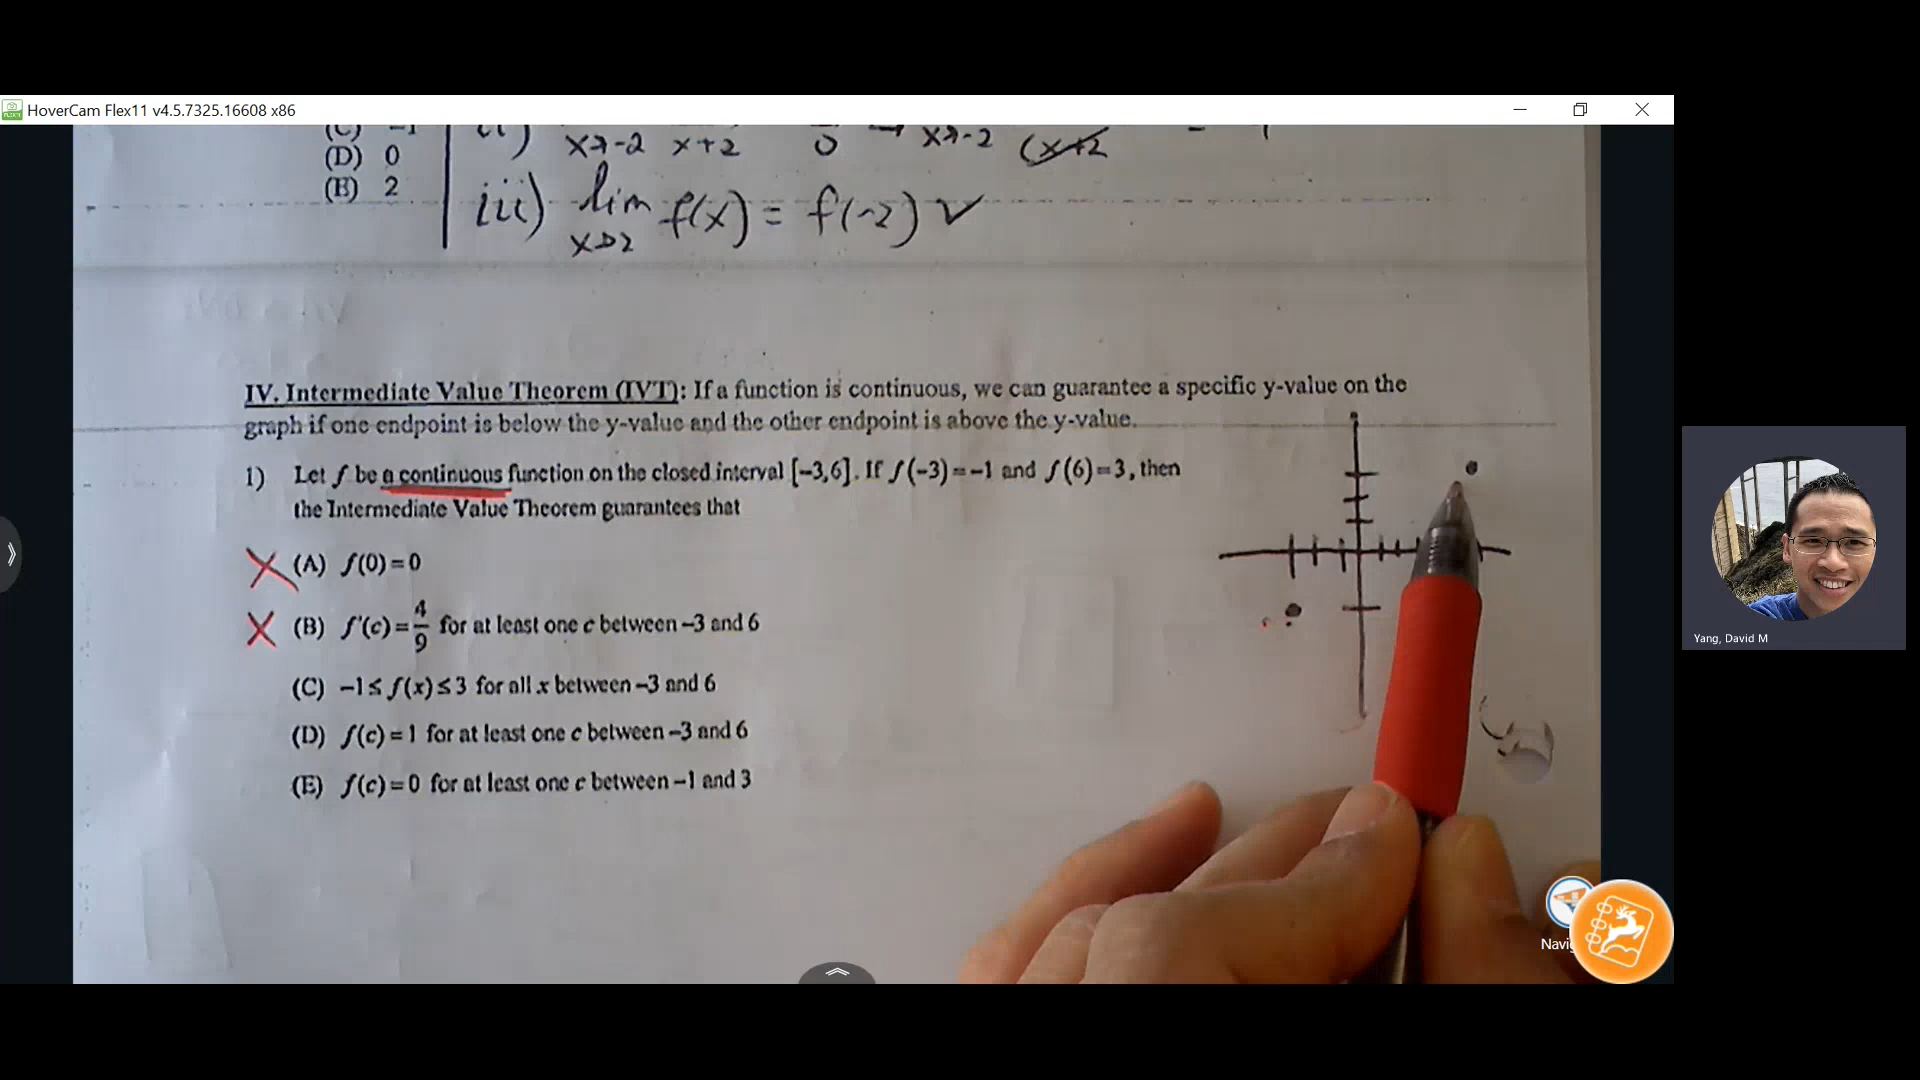 HoverCam Flex11 v4.5.7325.16608 x86
(D) 0
(E) 2
x→-2 x+2 0 → x→-2 (x+2
iii) lim f(x) = f(-2) ✓
x→2
IV. Intermediate Value Theorem (IVT): If a function is continuous, we can guarantee a specific y-value on the
graph if one endpoint is below the y-value and the other endpoint is above the y-value.
1) Let f be a continuous function on the closed interval [−3,6]. If f(−3)=−1 and f(6)=3, then
the Intermediate Value Theorem guarantees that
X (A) f(0)=0
X (B) f'(c)=4/9 for at least one c between −3 and 6
(C) −1≤f(x)≤3 for all x between −3 and 6
(D) f(c)=1 for at least one c between −3 and 6
(E) f(c)=0 for at least one c between −1 and 3
Yang, David M